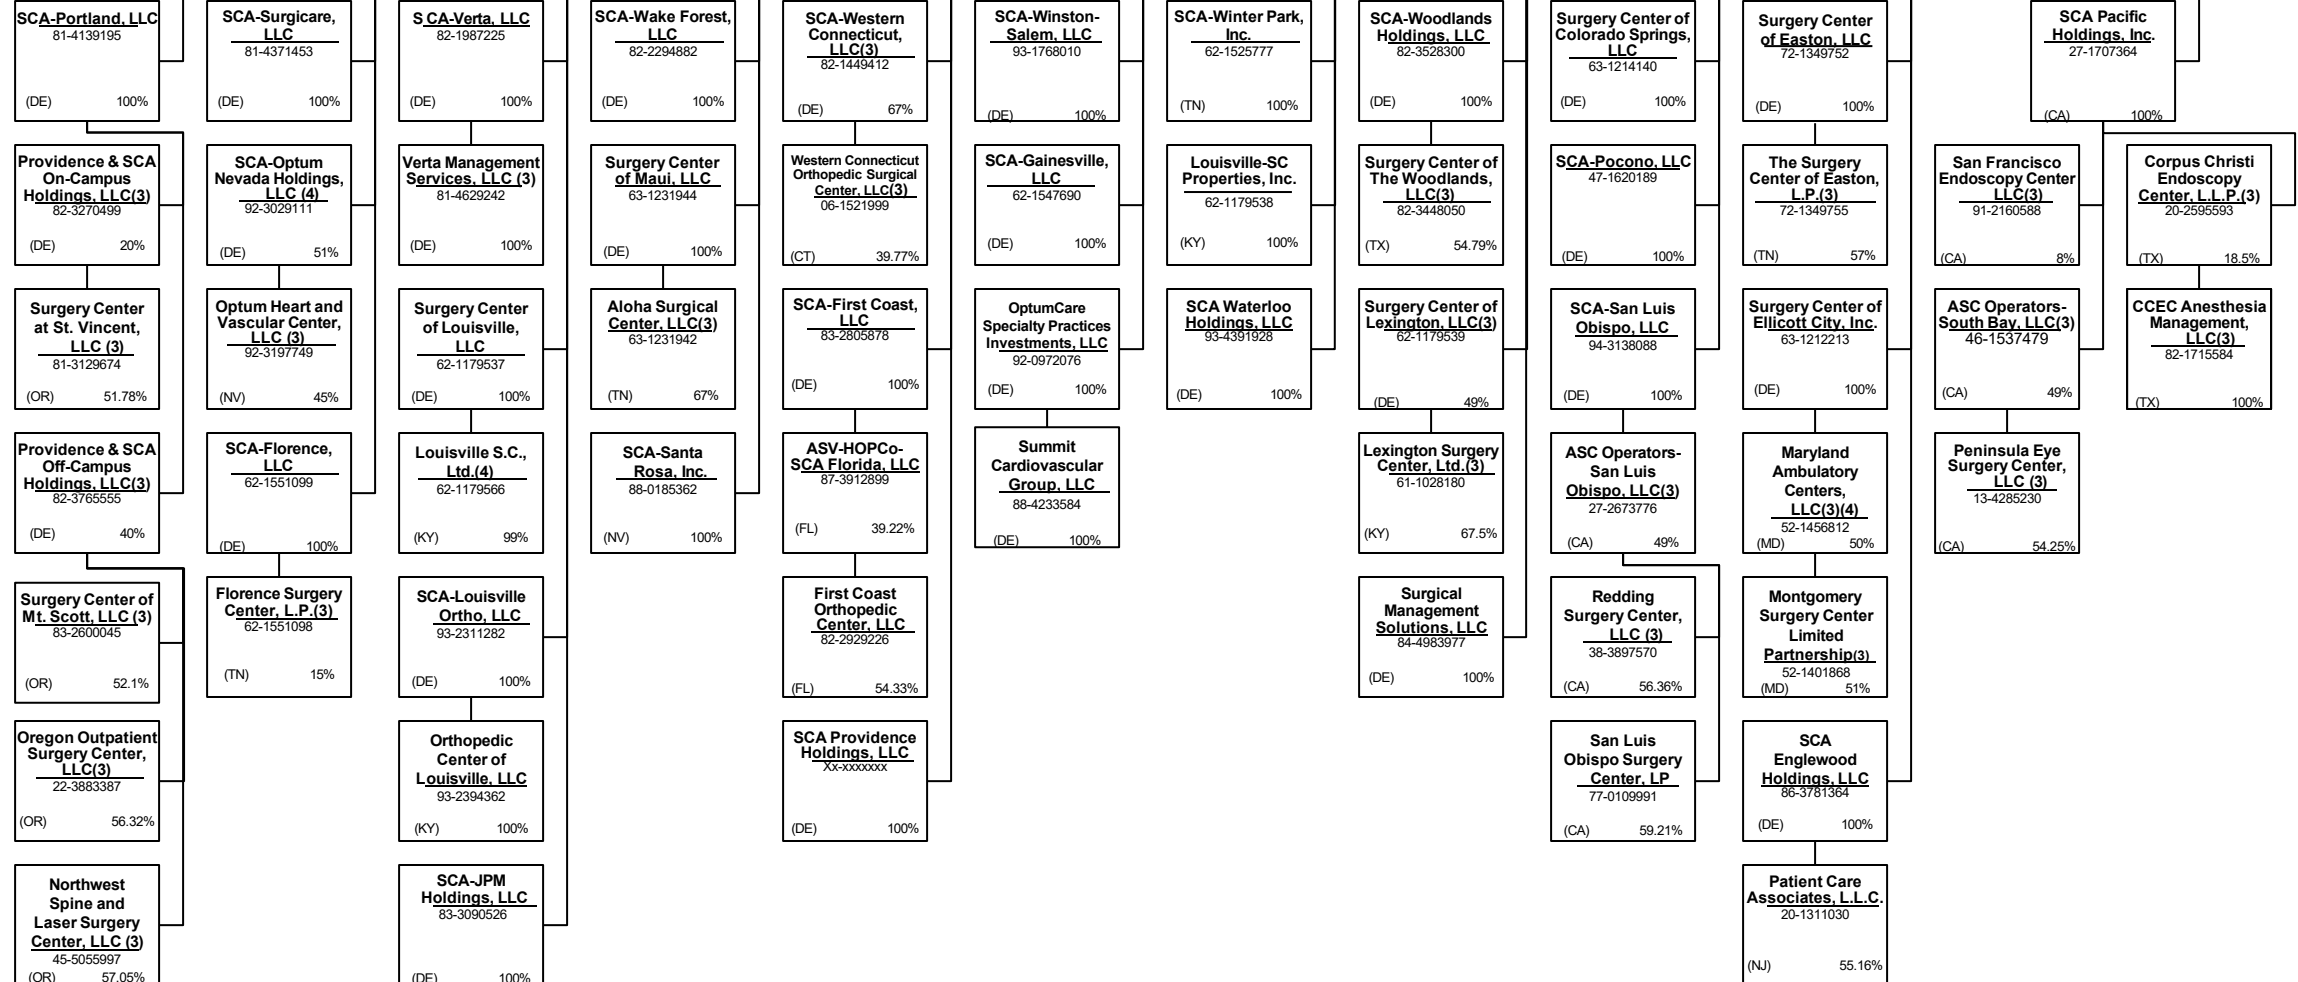 SCA-Portland, LLC
81-4139195
(DE) 100%
Providence & SCA
On-Campus
Holdings, LLC(3)
82-3270499
(DE) 20%
Surgery Center
at St. Vincent,
LLC (3)
81-3129674
(OR) 51.78%
Providence & SCA
Off-Campus
Holdings, LLC(3)
82-3765555
(DE) 40%
Surgery Center of
Mt. Scott, LLC (3)
83-2600045
(OR) 52.1%
Oregon Outpatient
Surgery Center,
LLC(3)
22-3883387
(OR) 56.32%
Northwest
Spine and
Laser Surgery
Center, LLC (3)
45-5055997
(OR) 57.05%
SCA-Surgicare,
LLC
81-4371453
(DE) 100%
SCA-Optum
Nevada Holdings,
LLC (4)
92-3029111
(DE) 51%
Optum Heart and
Vascular Center,
LLC (3)
92-3197749
(NV) 45%
SCA-Florence,
LLC
62-1551099
(DE) 100%
Florence Surgery
Center, L.P.(3)
62-1551098
(TN) 15%
S CA-Verta, LLC
82-1987225
(DE) 100%
Verta Management
Services, LLC (3)
81-4629242
(DE) 100%
Surgery Center
of Louisville,
LLC
62-1179537
(DE) 100%
Louisville S.C.,
Ltd.(4)
62-1179566
(KY) 99%
SCA-Louisville
Ortho, LLC
93-2311282
(DE) 100%
Orthopedic
Center of
Louisville, LLC
93-2394362
(KY) 100%
SCA-JPM
Holdings, LLC
83-3090526
(DE) 100%
SCA-Wake Forest,
LLC
82-2294882
(DE) 100%
Surgery Center
of Maui, LLC
63-1231944
(DE) 100%
Aloha Surgical
Center, LLC(3)
63-1231942
(TN) 67%
SCA-Santa
Rosa, Inc.
88-0185362
(NV) 100%
SCA-Western
Connecticut,
LLC(3)
82-1449412
(DE) 67%
Western Connecticut
Orthopedic Surgical
Center, LLC(3)
06-1521999
(CT) 39.77%
SCA-First Coast,
LLC
83-2805878
(DE) 100%
ASV-HOPCo-
SCA Florida, LLC
87-3912899
(FL) 39.22%
First Coast
Orthopedic
Center, LLC
82-2929226
(FL) 54.33%
SCA Providence
Holdings, LLC
Xx-xxxxxxx
(DE) 100%
SCA-Winston-
Salem, LLC
93-1768010
(DE) 100%
SCA-Gainesville,
LLC
62-1547690
(DE) 100%
OptumCare
Specialty Practices
Investments, LLC
92-0972076
(DE) 100%
Summit
Cardiovascular
Group, LLC
88-4233584
(DE) 100%
SCA-Winter Park,
Inc.
62-1525777
(TN) 100%
Louisville-SC
Properties, Inc.
62-1179538
(KY) 100%
SCA Waterloo
Holdings, LLC
93-4391928
(DE) 100%
SCA-Woodlands
Holdings, LLC
82-3528300
(DE) 100%
Surgery Center of
The Woodlands,
LLC(3)
82-3448050
(TX) 54.79%
Surgery Center of
Lexington, LLC(3)
62-1179539
(DE) 49%
Lexington Surgery
Center, Ltd.(3)
61-1028180
(KY) 67.5%
Surgical
Management
Solutions, LLC
84-4983977
(DE) 100%
Surgery Center of
Colorado Springs,
LLC
63-1214140
(DE) 100%
SCA-Pocono, LLC
47-1620189
(DE) 100%
SCA-San Luis
Obispo, LLC
94-3138088
(DE) 100%
ASC Operators-
San Luis
Obispo, LLC(3)
27-2673776
(CA) 49%
Redding
Surgery Center,
LLC (3)
38-3897570
(CA) 56.36%
San Luis
Obispo Surgery
Center, LP
77-0109991
(CA) 59.21%
Surgery Center
of Easton, LLC
72-1349752
(DE) 100%
The Surgery
Center of Easton,
L.P.(3)
72-1349755
(TN) 57%
Surgery Center of
Ellicott City, Inc.
63-1212213
(DE) 100%
Maryland
Ambulatory
Centers,
LLC(3)(4)
52-1456812
(MD) 50%
Montgomery
Surgery Center
Limited
Partnership(3)
52-1401868
(MD) 51%
SCA
Englewood
Holdings, LLC
86-3781364
(DE) 100%
Patient Care
Associates, L.L.C.
20-1311030
(NJ) 55.16%
SCA Pacific
Holdings, Inc.
27-1707364
(CA) 100%
San Francisco
Endoscopy Center
LLC(3)
91-2160588
(CA) 8%
ASC Operators-
South Bay, LLC(3)
46-1537479
(CA) 49%
Peninsula Eye
Surgery Center,
LLC (3)
13-4285230
(CA) 54.25%
Corpus Christi
Endoscopy
Center, L.L.P.(3)
20-2595593
(TX) 18.5%
CCEC Anesthesia
Management,
LLC(3)
82-1715584
(TX) 100%